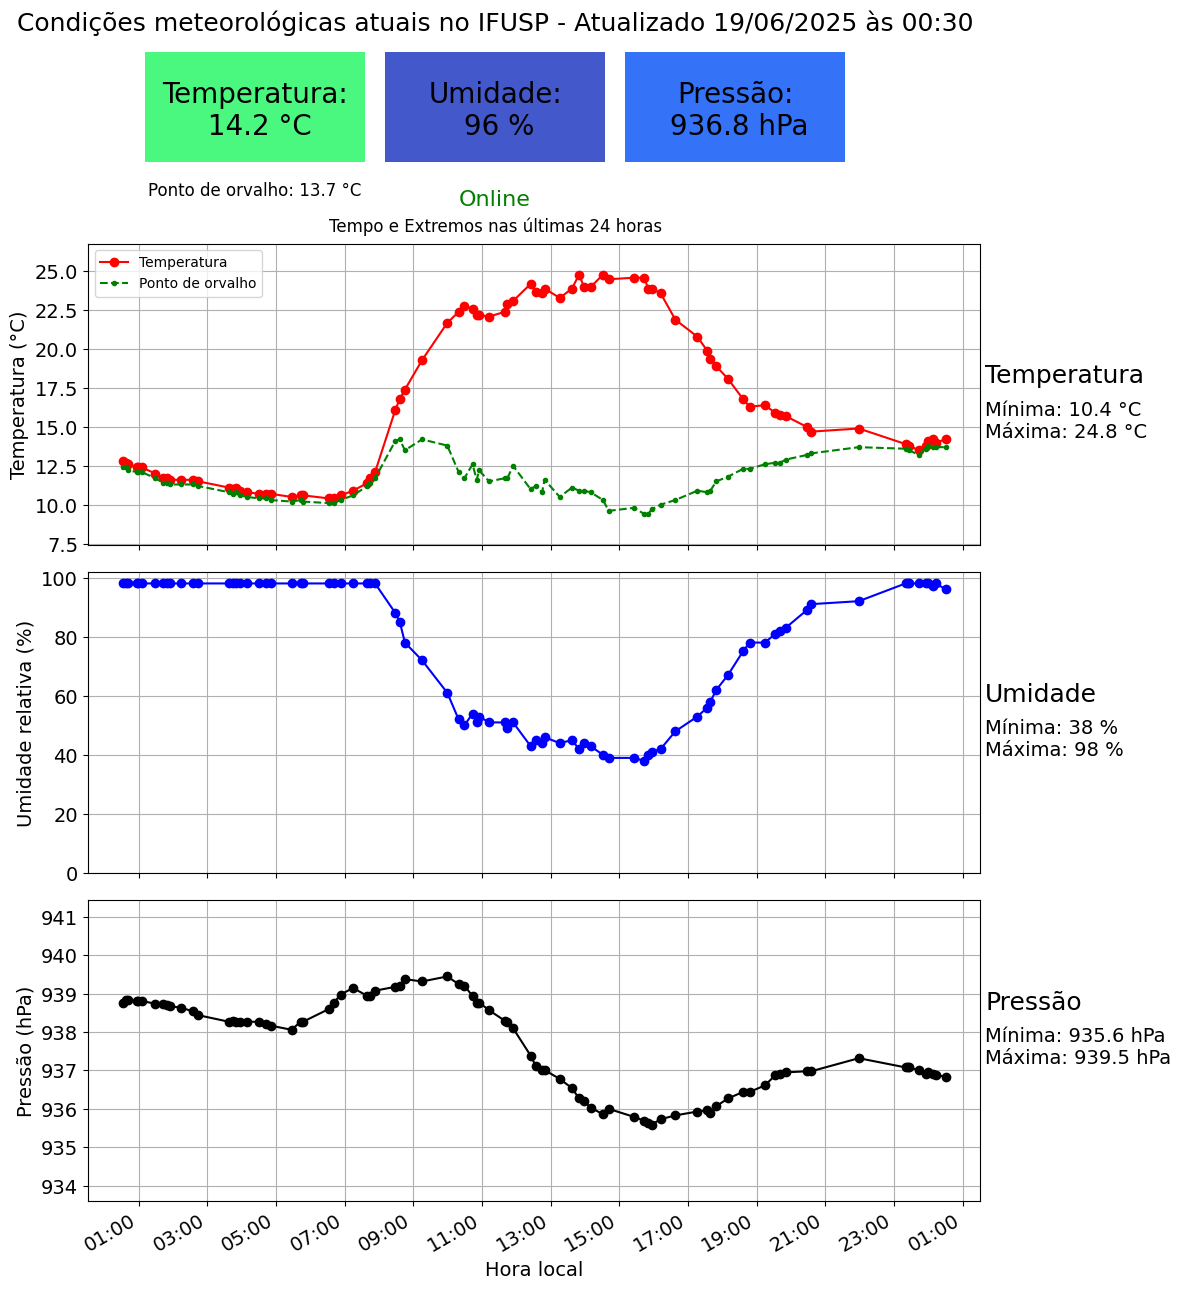 Condições meteorológicas atuais no IFUSP - Atualizado 19/06/2025 às 00:30
Temperatura:
14.2 °C
Umidade:
96 %
Pressão:
936.8 hPa
Ponto de orvalho: 13.7 °C
Online
Tempo e Extremos nas últimas 24 horas
Temperatura
Ponto de orvalho
Temperatura (°C)
25.0
22.5
20.0
17.5
15.0
12.5
10.0
7.5
Temperatura
Mínima: 10.4 °C
Máxima: 24.8 °C
Umidade relativa (%)
100
80
60
40
20
0
Umidade
Mínima: 38 %
Máxima: 98 %
Pressão (hPa)
941
940
939
938
937
936
935
934
Pressão
Mínima: 935.6 hPa
Máxima: 939.5 hPa
01:00
03:00
05:00
07:00
09:00
11:00
13:00
15:00
17:00
19:00
21:00
23:00
01:00
Hora local